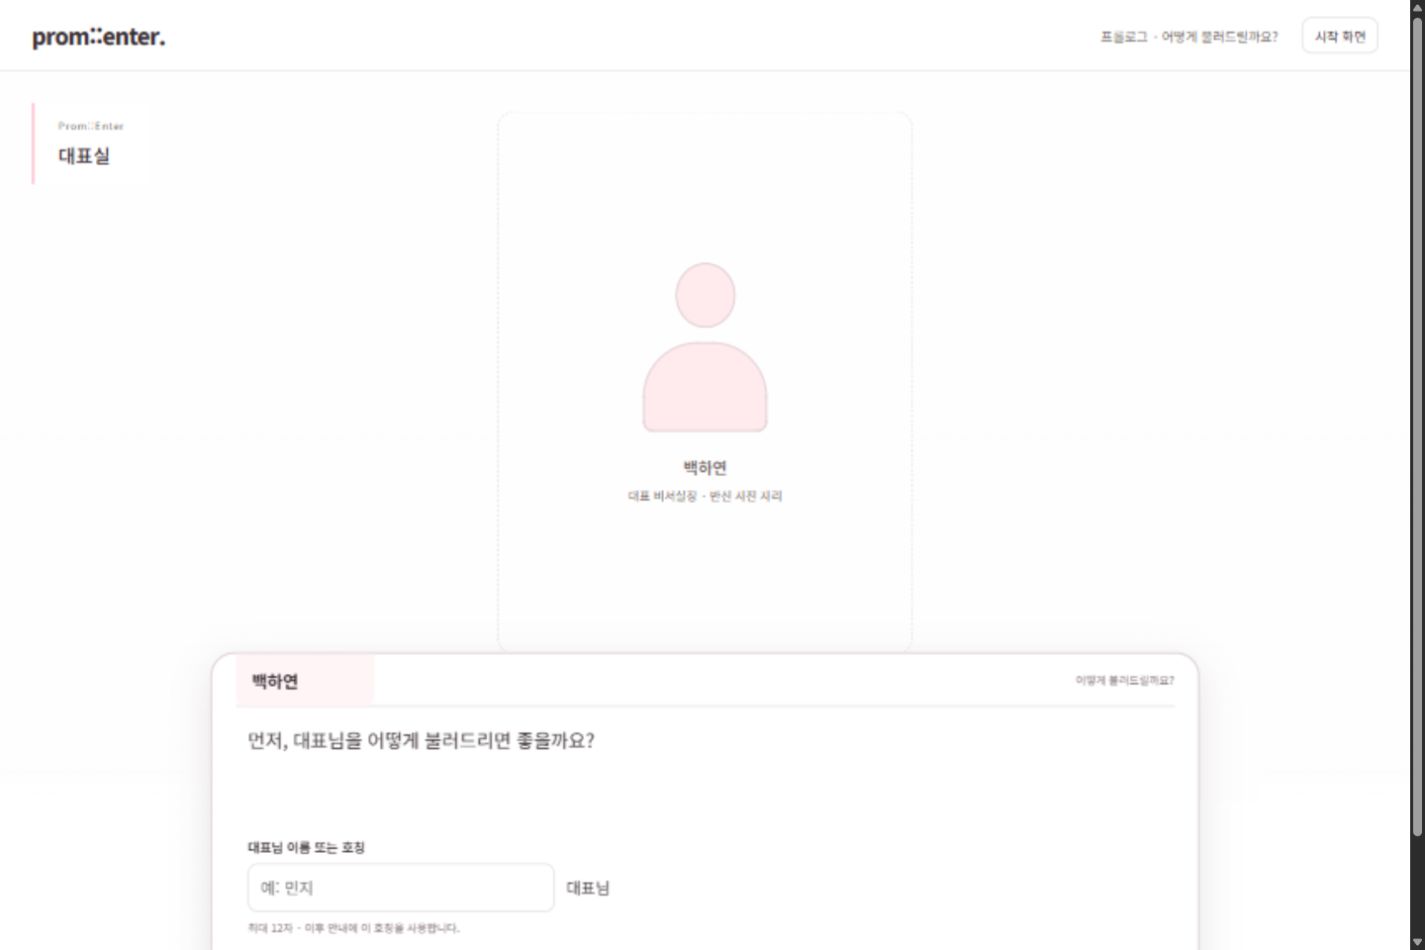 prom::enter.
프롤로그 · 어떻게 불러드릴까요?
시작 화면
Prom::Enter
대표실
백하연
대표 비서실장 · 반신 사진 자리
백하연
어떻게 불러드릴까요?
먼저, 대표님을 어떻게 불러드리면 좋을까요?
대표님 이름 또는 호칭
예: 민지
대표님
최대 12자 · 이후 안내에 이 호칭을 사용합니다.